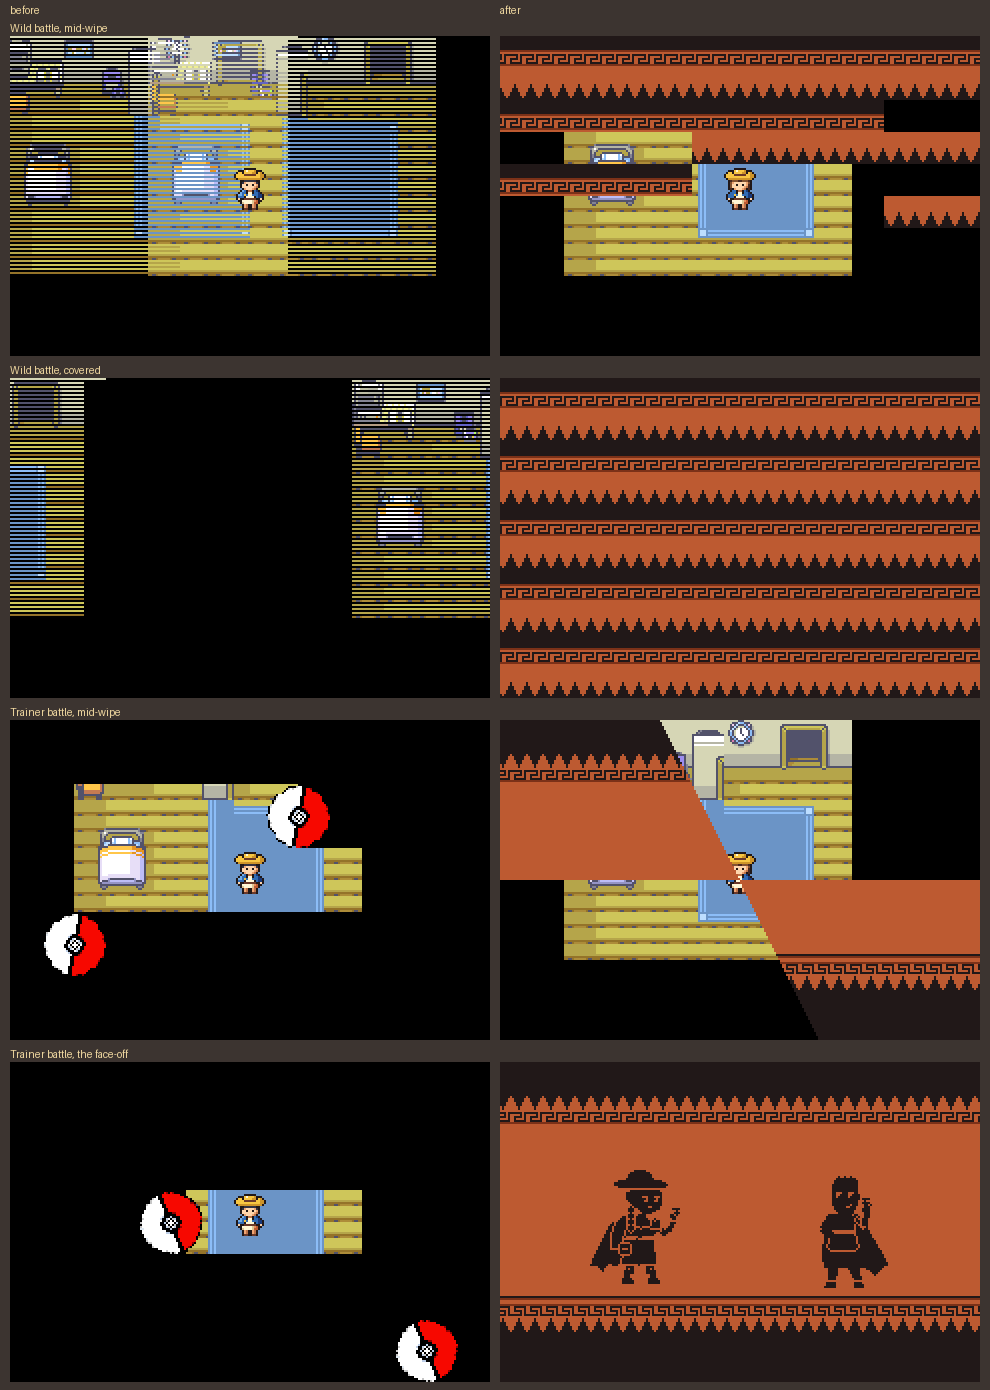 before
after
Wild battle, mid-wipe
Wild battle, covered
Trainer battle, mid-wipe
Trainer battle, the face-off